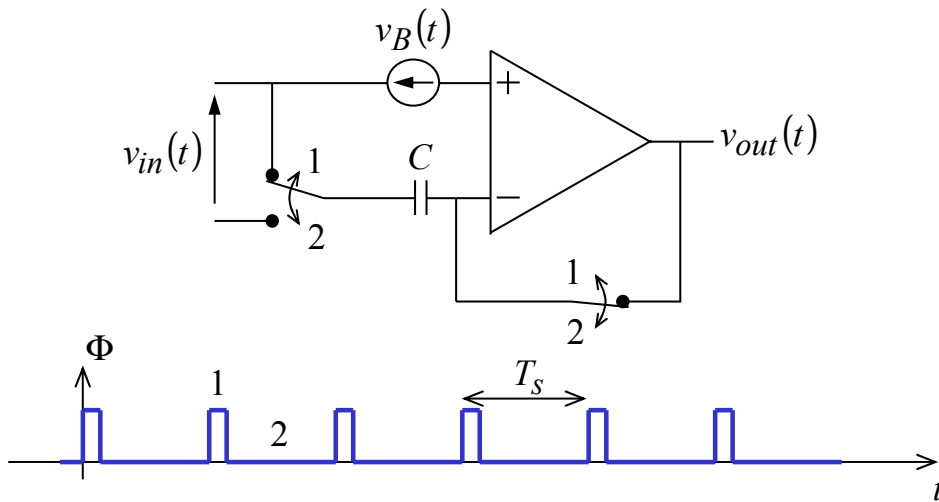 v_B(t)
+
v_in(t)
1
C
v_out(t)
−
2
1
2
Φ
1
T_s
2
t